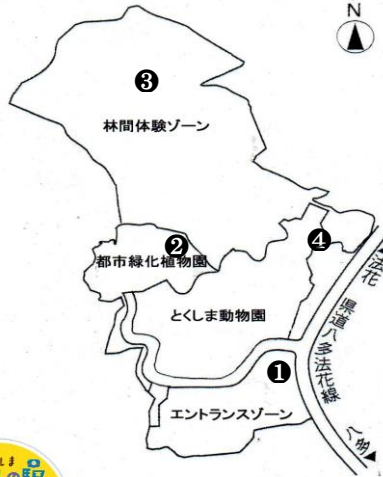 N
❸
林間体験ゾーン
❷
❹
都市緑化植物園
法花
とくしま動物園
県道八多法花線
❶
エントランスゾーン
八多